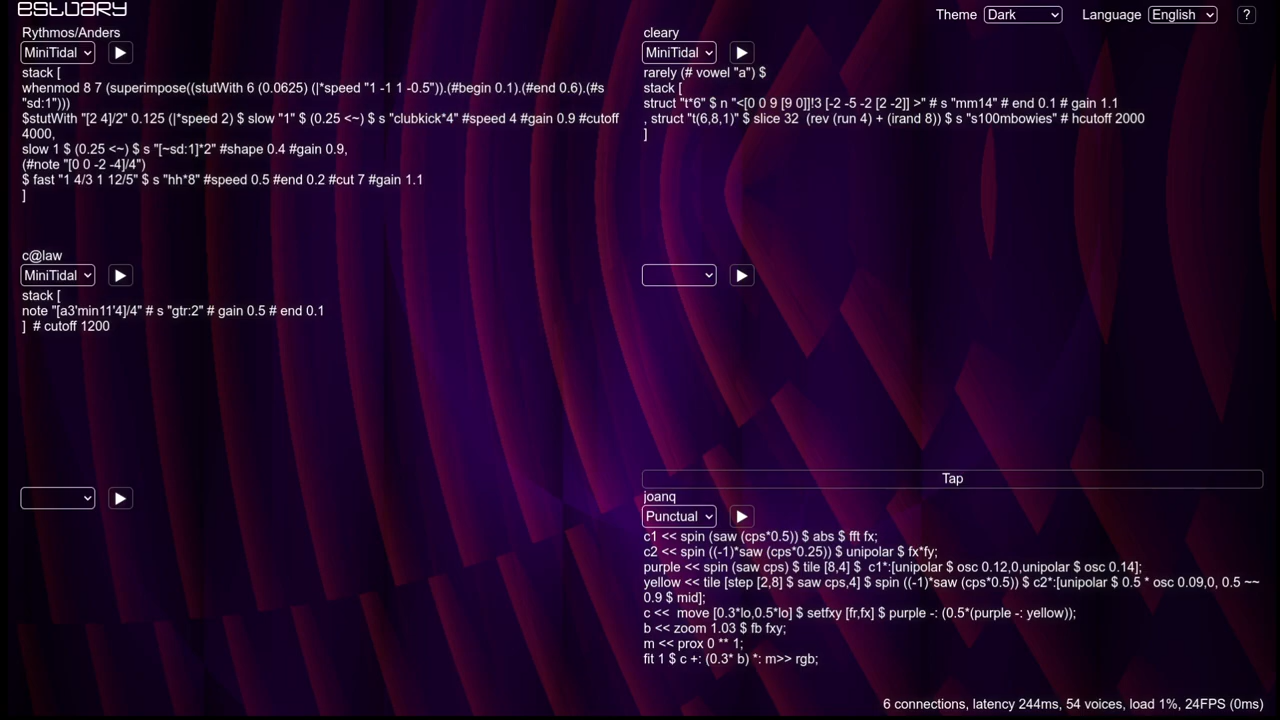 estuary
Theme Dark Language English ?
Rythmos/Anders
MiniTidal
stack [
whenmod 8 7 (superimpose((stutWith 6 (0.0625) (|*speed "1 -1 1 -0.5")).(#begin 0.1).(#end 0.6).(#s
"sd:1")))
$stutWith "[2 4]/2" 0.125 (|*speed 2) $ slow "1" $ (0.25 <~) $ s "clubkick*4" #speed 4 #gain 0.9 #cutoff
4000,
slow 1 $ (0.25 <~) $ s "[~sd:1]*2" #shape 0.4 #gain 0.9,
(#note "[0 0 -2 -4]/4")
$ fast "1 4/3 1 12/5" $ s "hh*8" #speed 0.5 #end 0.2 #cut 7 #gain 1.1
]
cleary
MiniTidal
rarely (# vowel "a") $
stack [
struct "t*6" $ n "<[0 0 9 [9 0]]!3 [-2 -5 -2 [2 -2]] >" # s "mm14" # end 0.1 # gain 1.1
, struct "t(6,8,1)" $ slice 32  (rev (run 4) + (irand 8)) $ s "s100mbowies" # hcutoff 2000
]
c@law
MiniTidal
stack [
note "[a3'min11'4]/4" # s "gtr:2" # gain 0.5 # end 0.1
]  # cutoff 1200
Tap
joanq
Punctual
c1 << spin (saw (cps*0.5)) $ abs $ fft fx;
c2 << spin ((-1)*saw (cps*0.25)) $ unipolar $ fx*fy;
purple << spin (saw cps) $ tile [8,4] $  c1*:[unipolar $ osc 0.12,0,unipolar $ osc 0.14];
yellow << tile [step [2,8] $ saw cps,4] $ spin ((-1)*saw (cps*0.5)) $ c2*:[unipolar $ 0.5 * osc 0.09,0, 0.5 ~~
0.9 $ mid];
c <<  move [0.3*lo,0.5*lo] $ setfxy [fr,fx] $ purple -: (0.5*(purple -: yellow));
b << zoom 1.03 $ fb fxy;
m << prox 0 ** 1;
fit 1 $ c +: (0.3* b) *: m>> rgb;
6 connections, latency 244ms, 54 voices, load 1%, 24FPS (0ms)